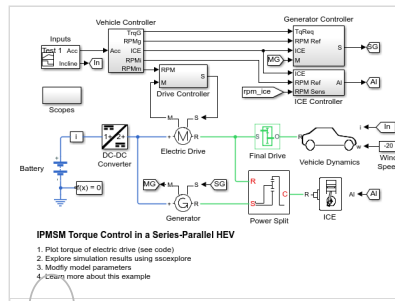 Vehicle Controller
Generator Controller
Inputs
Test 1 Acc
Incline
In
Acc
TrqG
RPMg
ICE
RPMi
RPMm
TqReq
RPM Ref
M
S
SG
MG
ICE
RPM Ref
RPM Sens
AI
rpm_ice
ICE Controller
RPM
S
M
Drive Controller
Scopes
i
1+ 2+
DC-DC
Converter
Battery
f(x) = 0
M S
+ M R
Electric Drive
MG M S SG
+ G R
Generator
Final Drive
R
C
S
Power Split
O
R
Vehicle Dynamics
i In
w -20
Wind
Speed
R AI AI
ICE
IPMSM Torque Control in a Series-Parallel HEV
1. Plot torque of electric drive (see code)
2. Explore simulation results using sscexplore
3. Modfiy model parameters
4. Learn more about this example